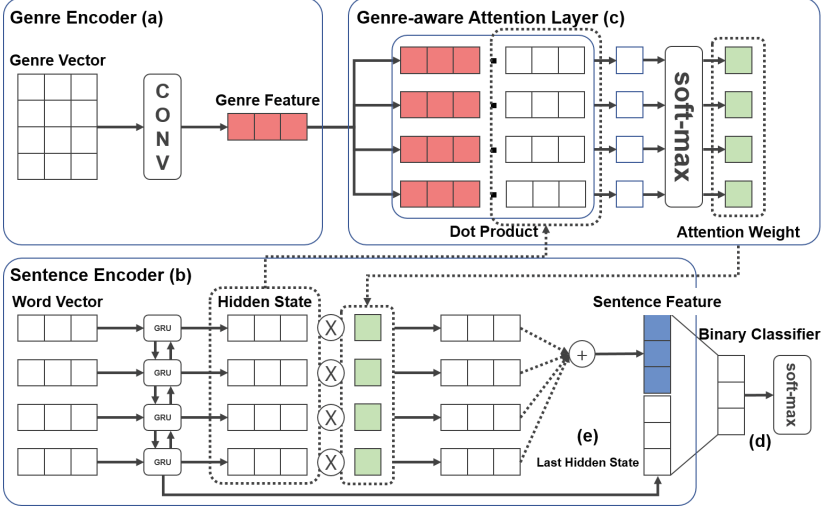 Genre Encoder (a)
Genre Vector
C
O
N
V
Genre Feature
Genre-aware Attention Layer (c)
soft-max
Dot Product
Attention Weight
Sentence Encoder (b)
Word Vector
Hidden State
GRU
GRU
GRU
GRU
X
X
X
X
+
Sentence Feature
(e)
Last Hidden State
Binary Classifier
soft-max
(d)